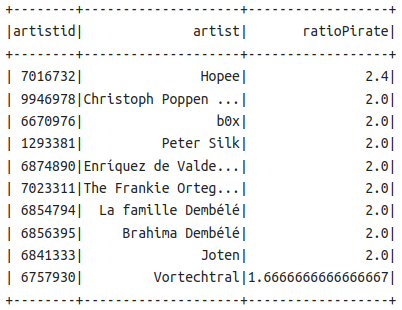 +--------+--------------------+------------------+
|artistid|              artist|       ratioPirate|
+--------+--------------------+------------------+
| 7016732|               Hopee|               2.4|
| 9946978|Christoph Poppen ...|               2.0|
| 6670976|                 b0x|               2.0|
| 1293381|          Peter Silk|               2.0|
| 6874890|Enríquez de Valde...|               2.0|
| 7023311|The Frankie Orteg...|               2.0|
| 6854794|  La famille Dembélé|               2.0|
| 6856395|     Brahima Dembélé|               2.0|
| 6841333|               Joten|               2.0|
| 6757930|         Vortechtral|1.6666666666666667|
+--------+--------------------+------------------+